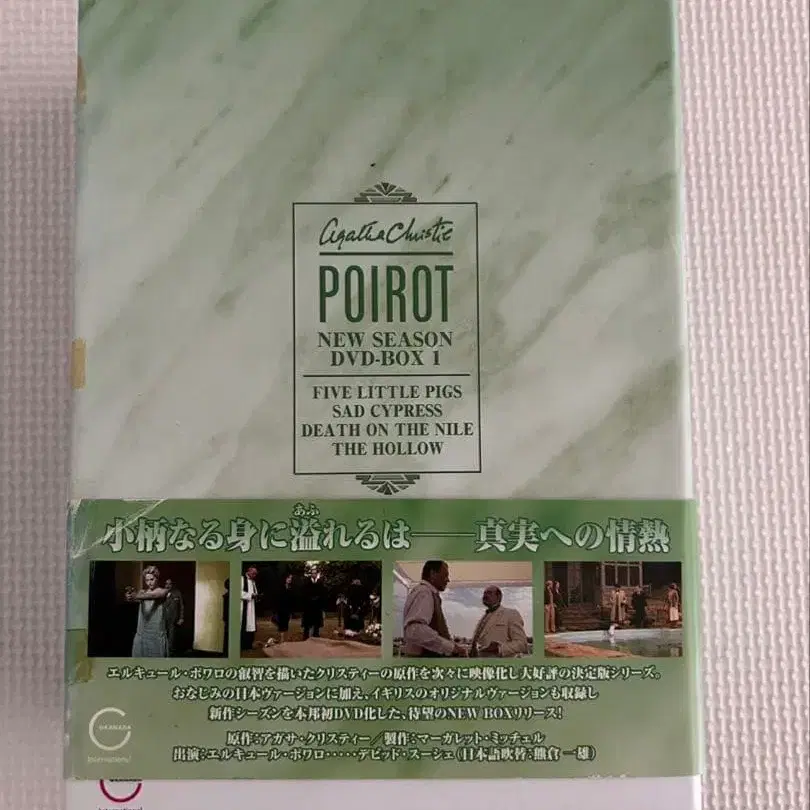 Agatha Christie
POIROT
NEW SEASON
DVD-BOX 1
FIVE LITTLE PIGS
SAD CYPRESS
DEATH ON THE NILE
THE HOLLOW
あふ
小柄なる身に溢れるは――真実への情熱
エルキュール・ポワロの叡智を描いたクリスティーの原作を次々に映像化し大好評の決定版シリーズ。
おなじみの日本ヴァージョンに加え、イギリスのオリジナルヴァージョンも収録し
新作シーズンを本邦初DVD化した、待望のNEW BOXリリース!
原作:アガサ・クリスティー/製作:マーガレット・ミッチェル
出演:エルキュール・ポワロ‥‥‥デビッド・スーシェ(日本語吹替:熊倉一雄)
HAPPINET
International